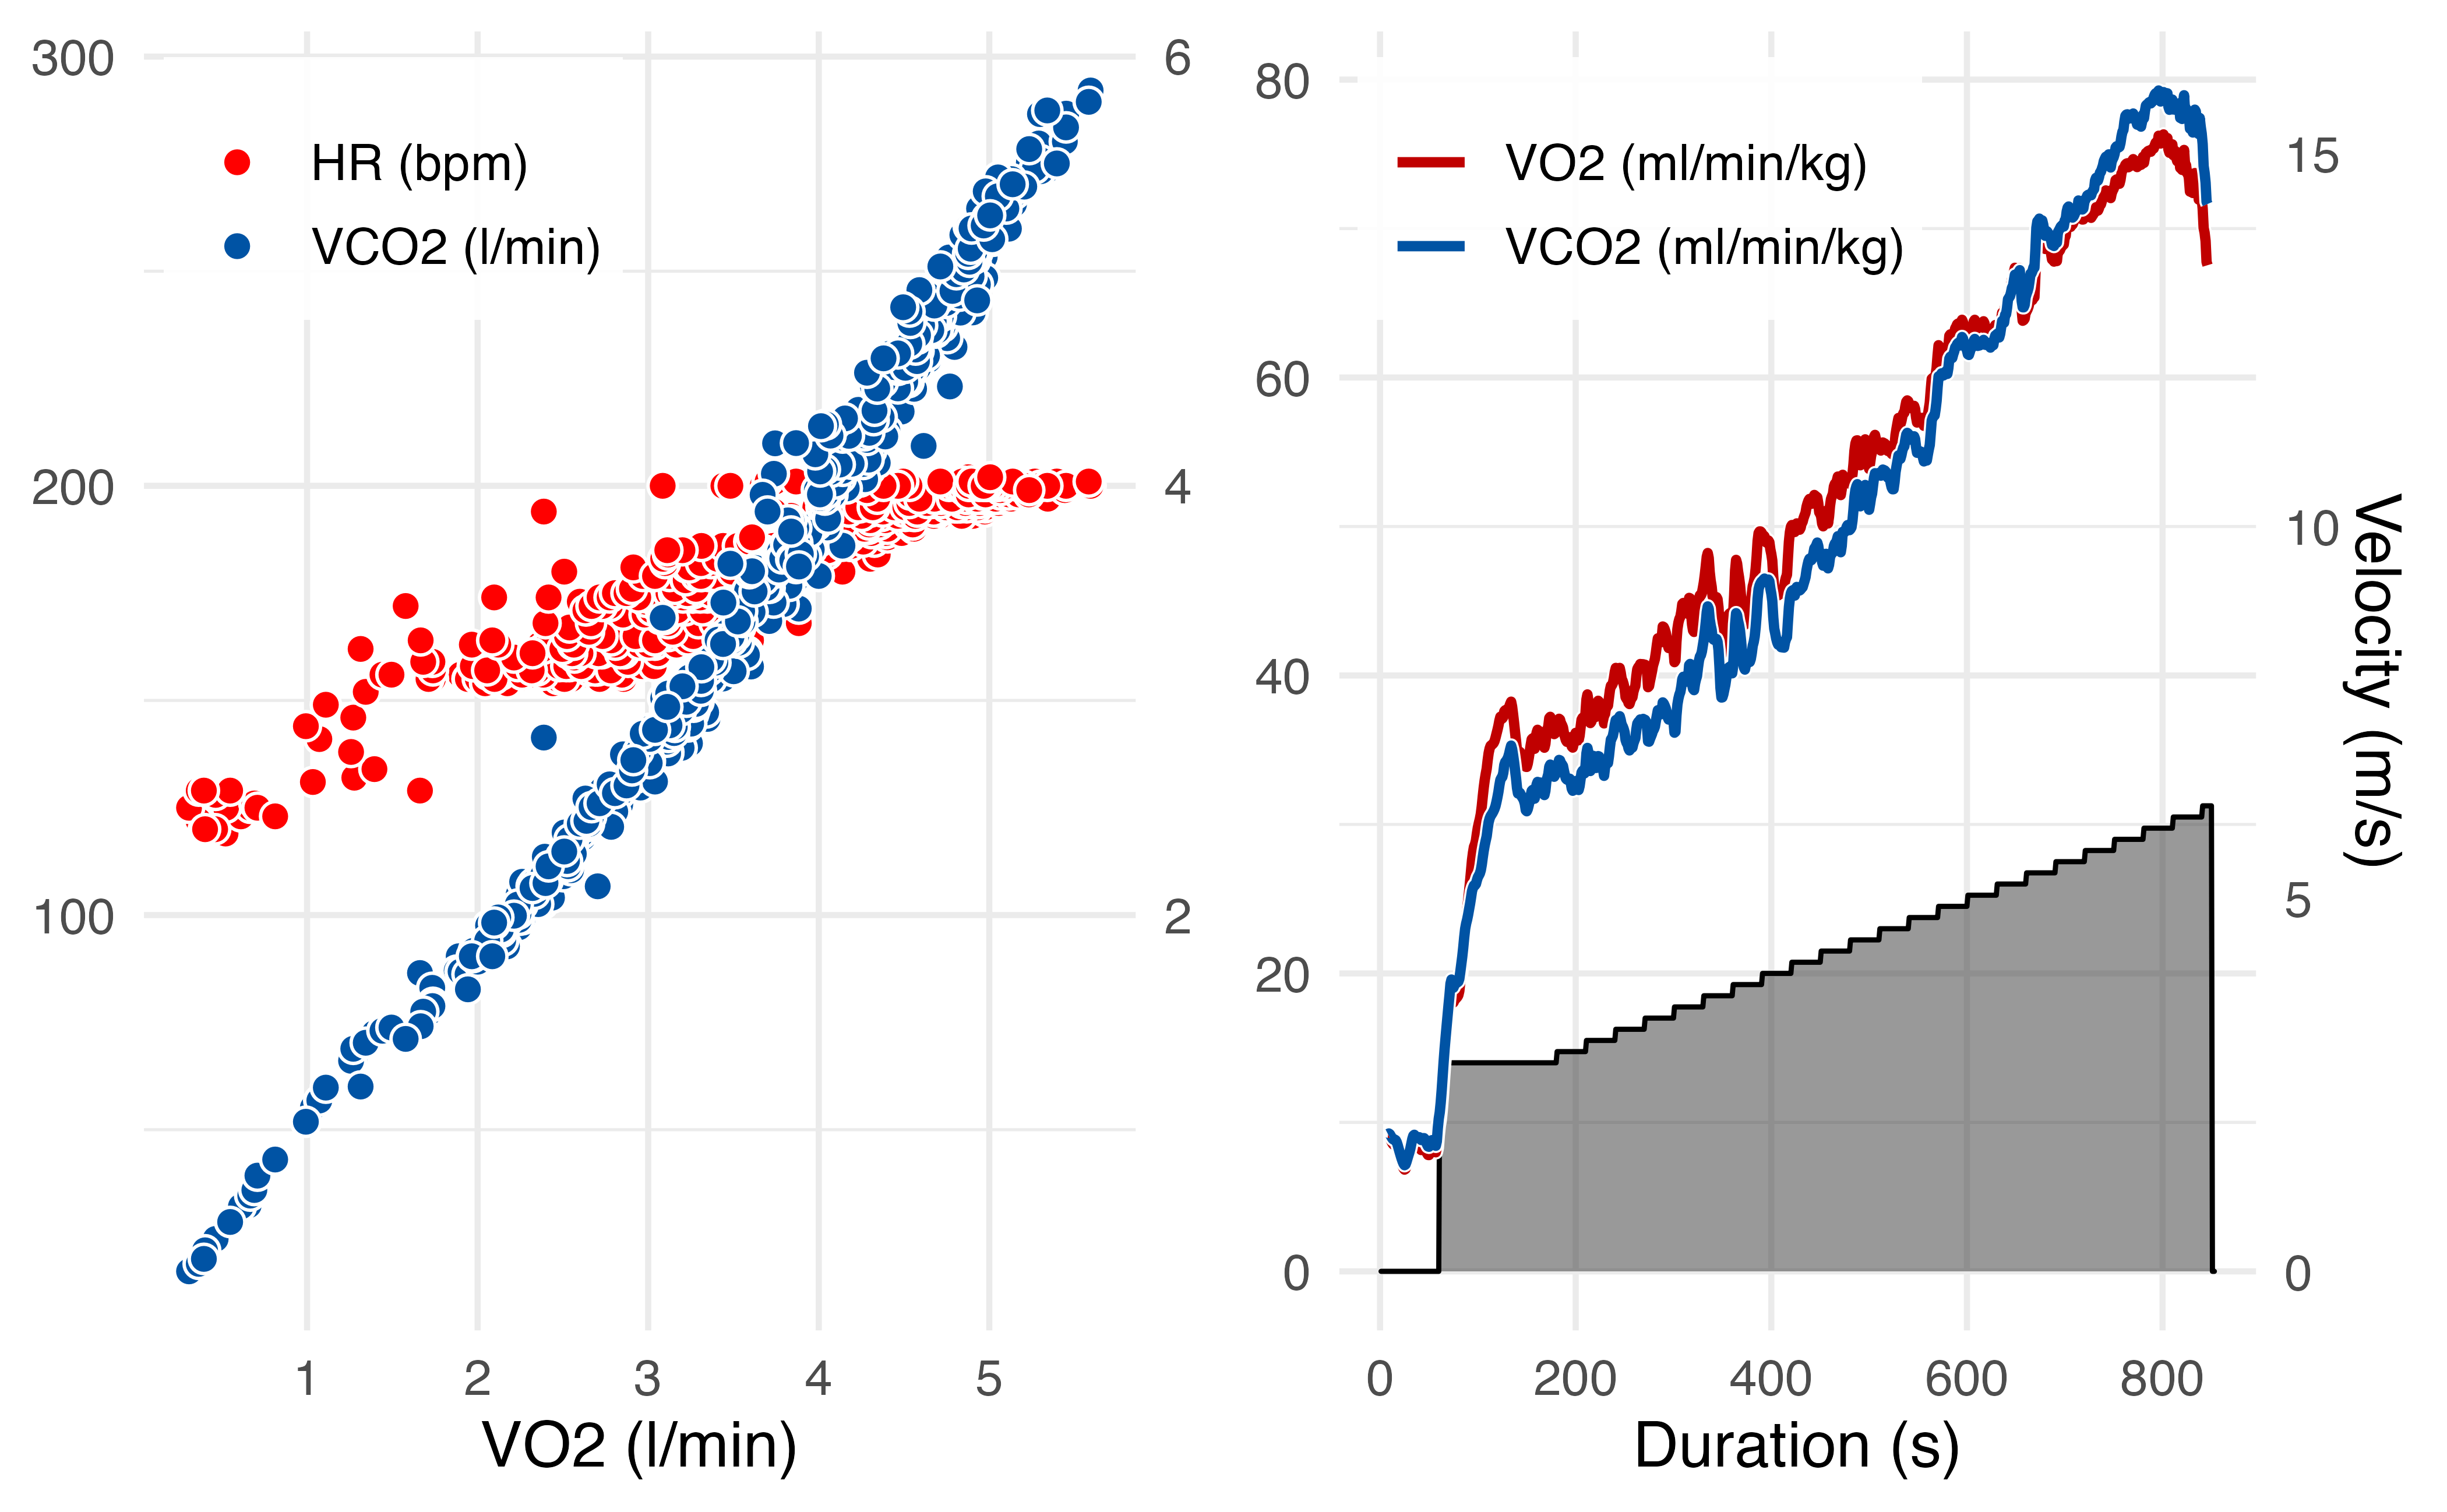 300
200
100
6
4
2
HR (bpm)
VCO2 (l/min)
1 2 3 4 5
VO2 (l/min)
80
60
40
20
0
VO2 (ml/min/kg)
VCO2 (ml/min/kg)
15
10
5
0
Velocity (m/s)
0 200 400 600 800
Duration (s)